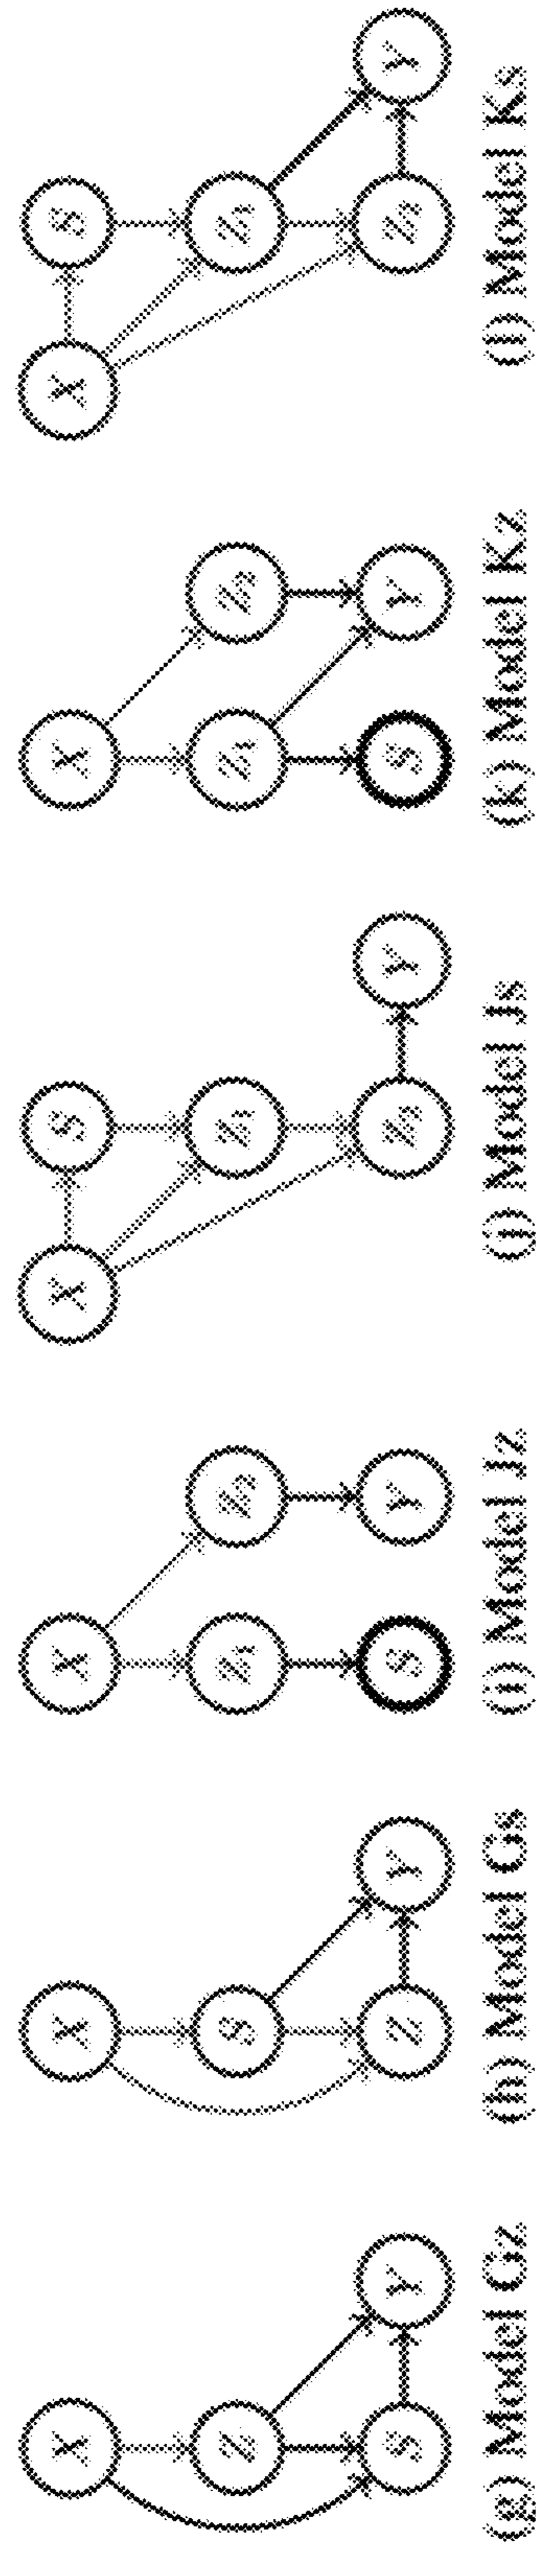 X X X X S X X S
Z S Z₁ Z₂ Z₁ Z₁ Z₂ Z₁
S Y Z Y S Y Z₂ Y S Y Z₂ Y
(g) Model Gz (h) Model Gs (i) Model Jz (j) Model Js (k) Model Kz (l) Model Ks